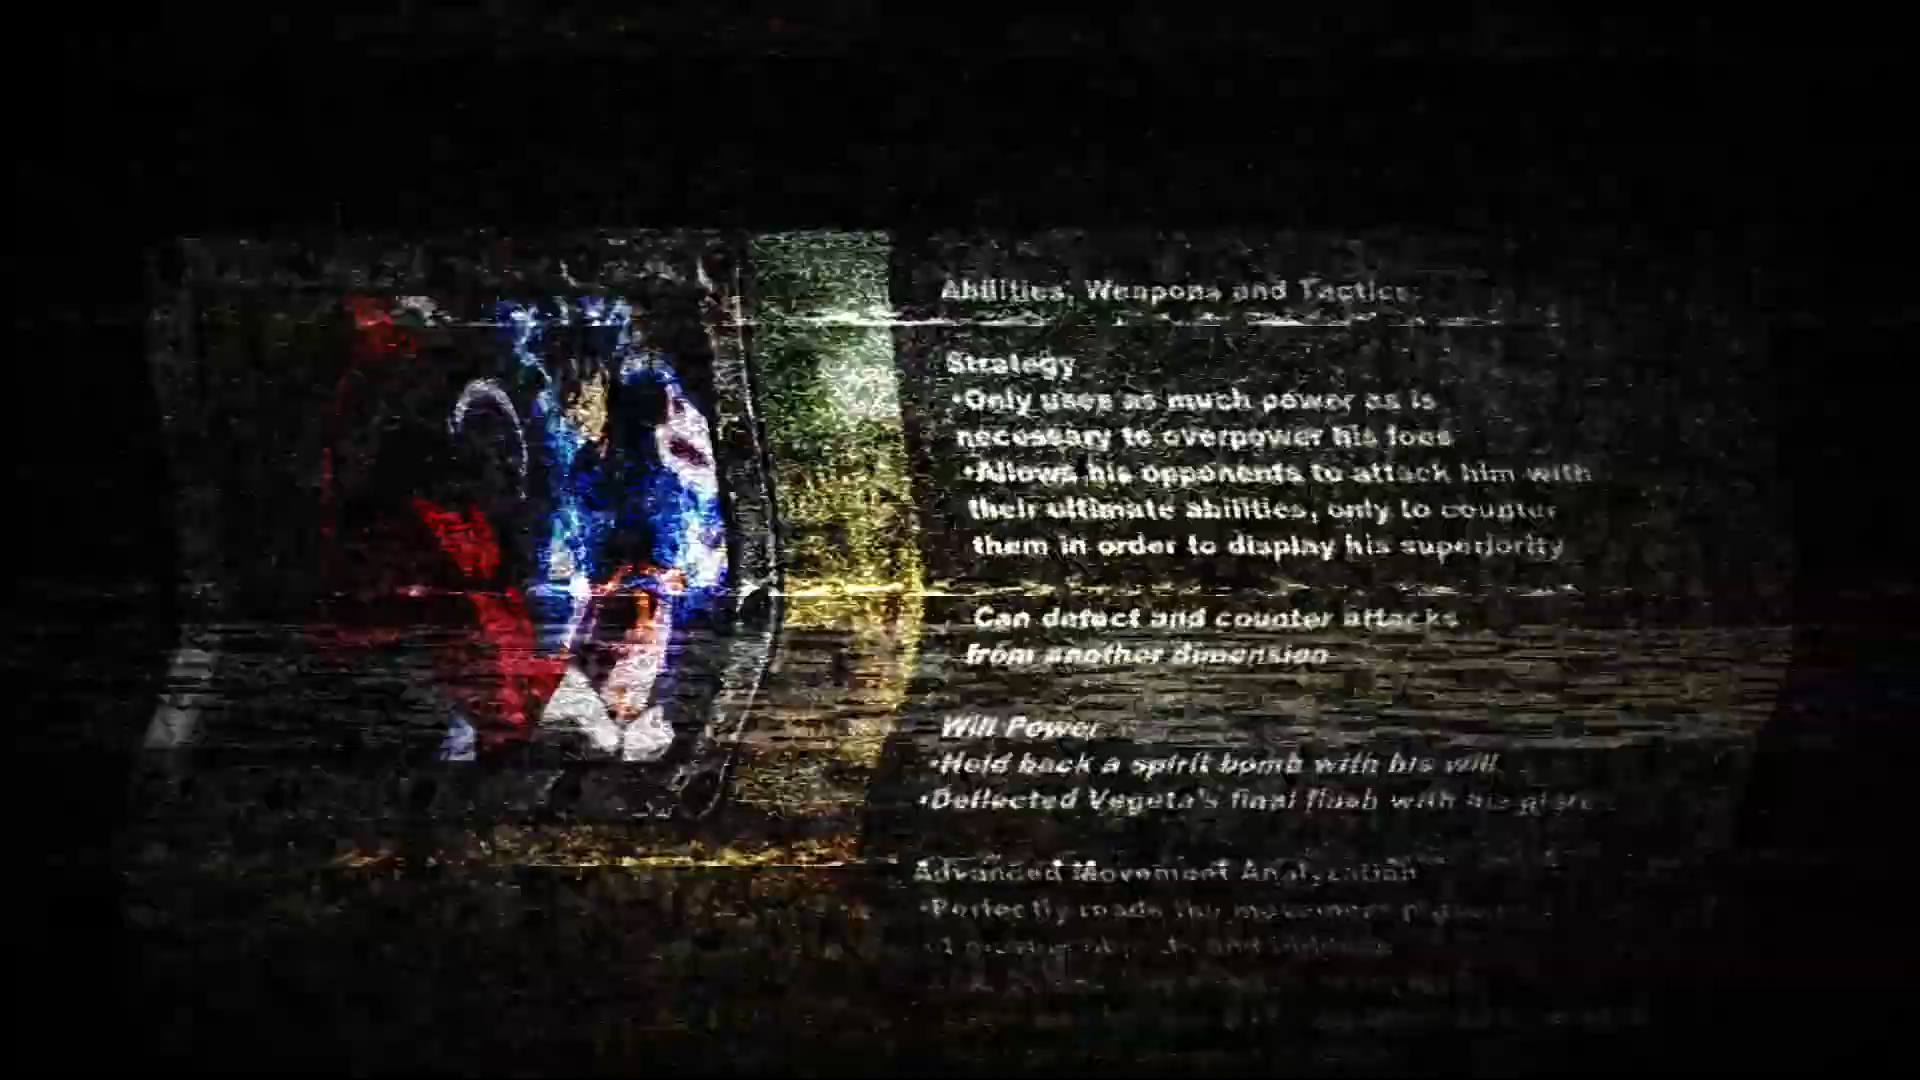 Abilities, Weapons and Tactics:
Strategy
•Only uses as much power as is
necessary to overpower his foes
•Allows his opponents to attack him with
their ultimate abilities, only to counter
them in order to display his superiority
Can detect and counter attacks
from another dimension
Will Power
•Held back a spirit bomb with his will
•Deflected Vegeta's final flash with his
Advanced Movement Analyzation
•Perfectly reads